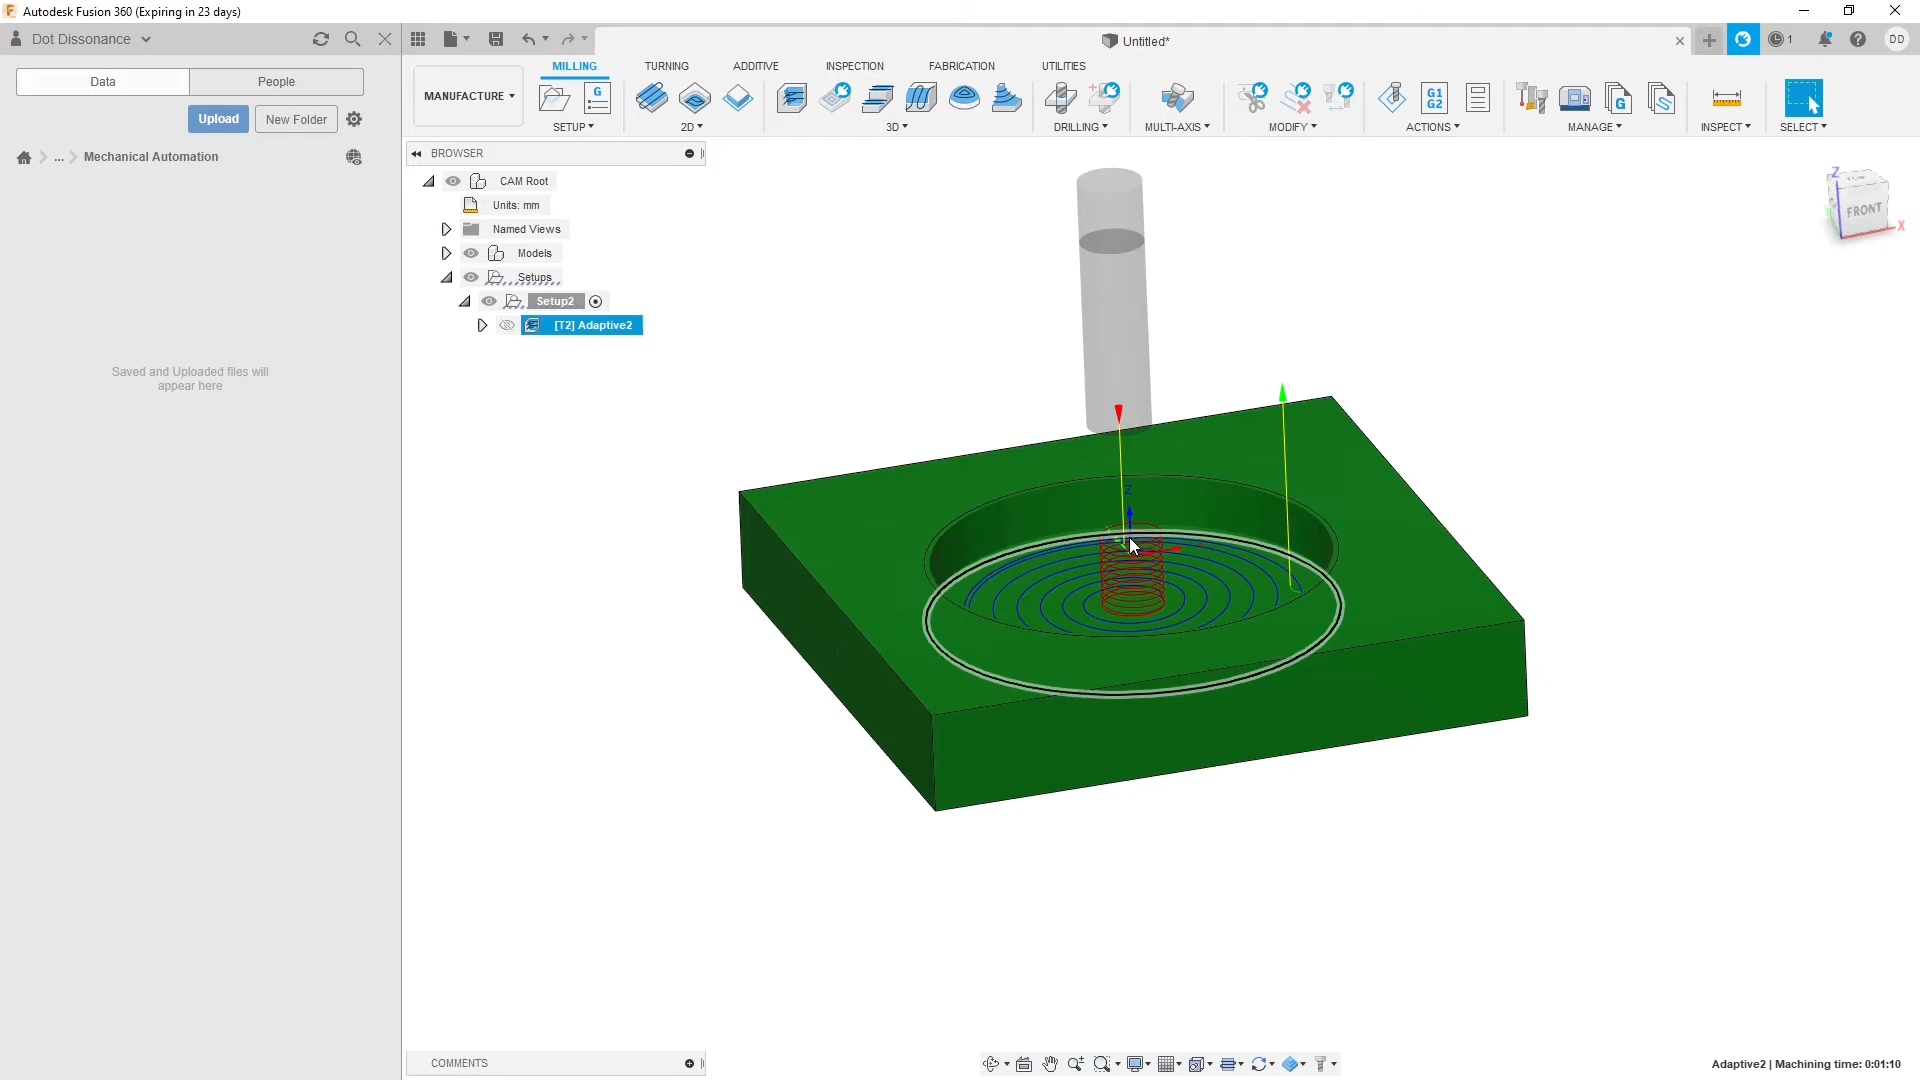 Autodesk Fusion 360 (Expiring in 23 days)
Dot Dissonance
Untitled*
1
DD
Data
People
Upload
New Folder
...
Mechanical Automation
Saved and Uploaded files will
appear here
MANUFACTURE
MILLING
TURNING
ADDITIVE
INSPECTION
FABRICATION
UTILITIES
G
G1
G2
G
SETUP
2D
3D
DRILLING
MULTI-AXIS
MODIFY
ACTIONS
MANAGE
INSPECT
SELECT
BROWSER
CAM Root
Units: mm
Named Views
Models
Setups
Setup2
[T2] Adaptive2
Z
FRONT
X
Z
COMMENTS
Adaptive2 | Machining time: 0:01:10